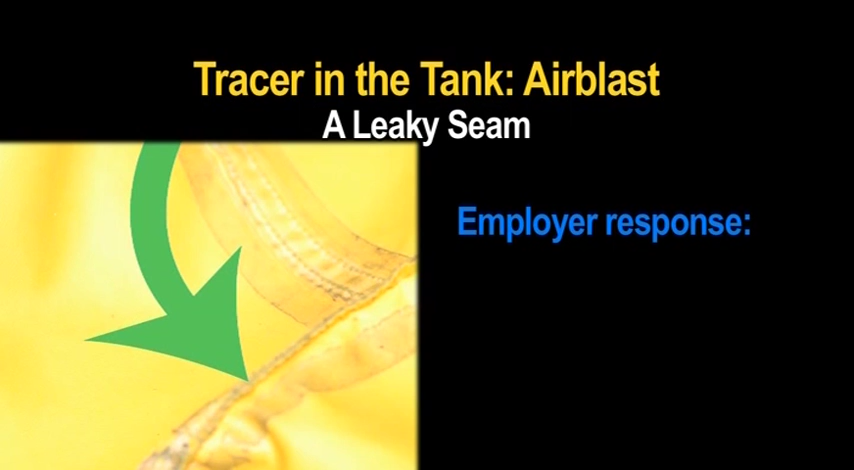 Tracer in the Tank: Airblast
A Leaky Seam
Employer response: